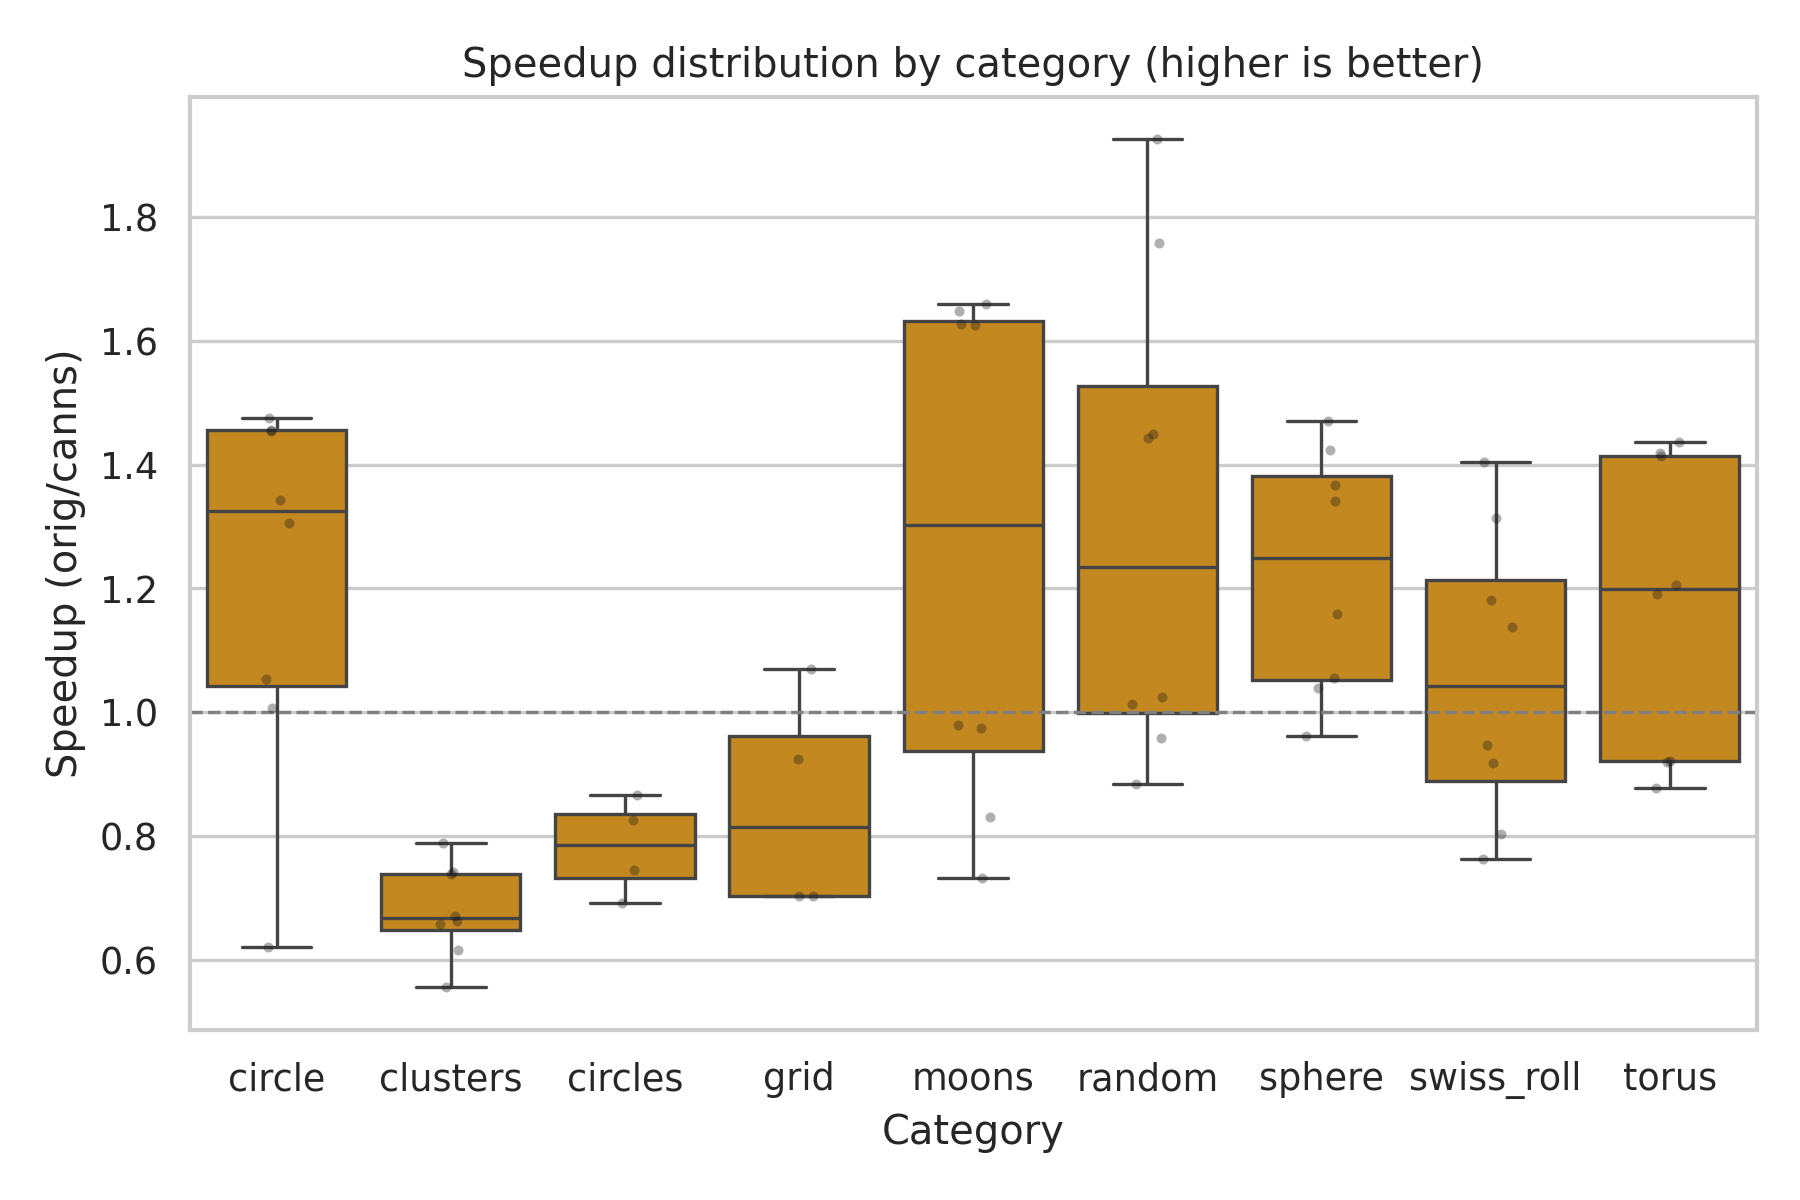 Speedup distribution by category (higher is better)
Speedup (orig/canns)
1.8
1.6
1.4
1.2
1.0
0.8
0.6
circle clusters circles grid moons random sphere swiss_roll torus
Category